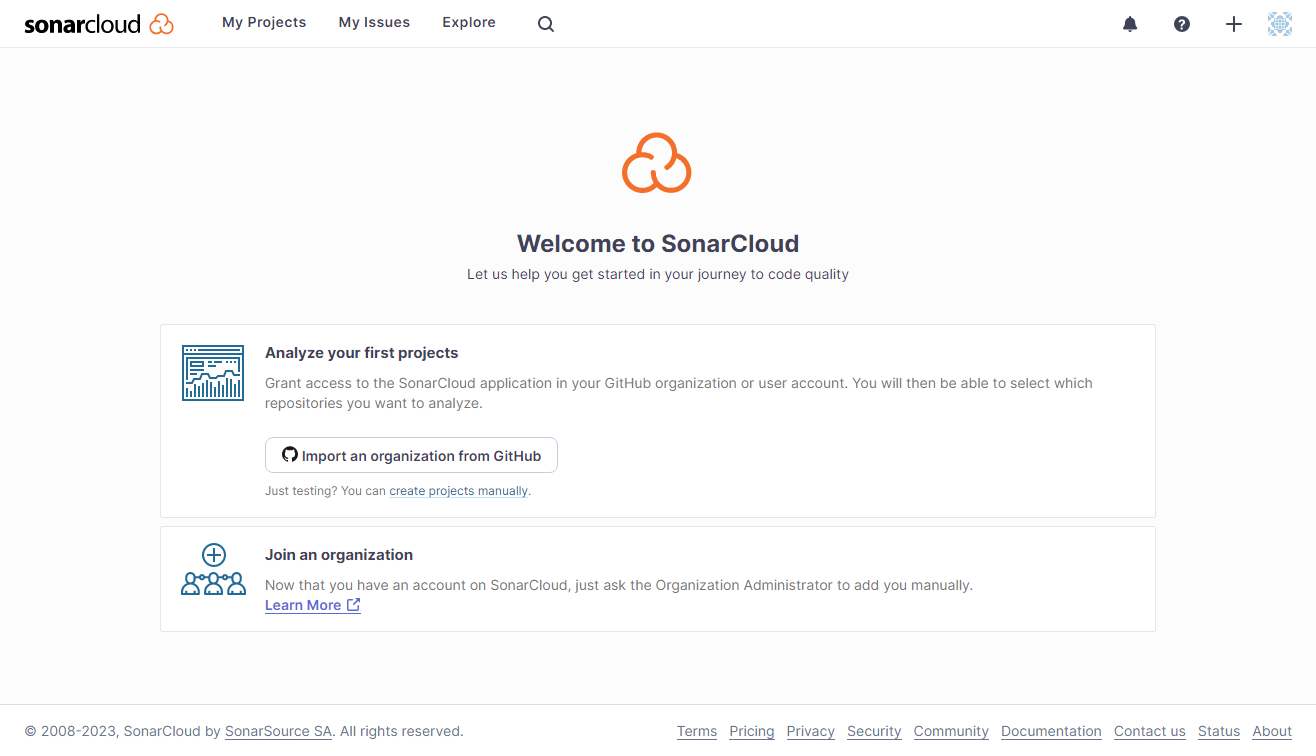 sonarcloud My Projects My Issues Explore
Welcome to SonarCloud
Let us help you get started in your journey to code quality
Analyze your first projects
Grant access to the SonarCloud application in your GitHub organization or user account. You will then be able to select which
repositories you want to analyze.
Import an organization from GitHub
Just testing? You can create projects manually.
Join an organization
Now that you have an account on SonarCloud, just ask the Organization Administrator to add you manually.
Learn More
© 2008-2023, SonarCloud by SonarSource SA. All rights reserved. Terms Pricing Privacy Security Community Documentation Contact us Status About